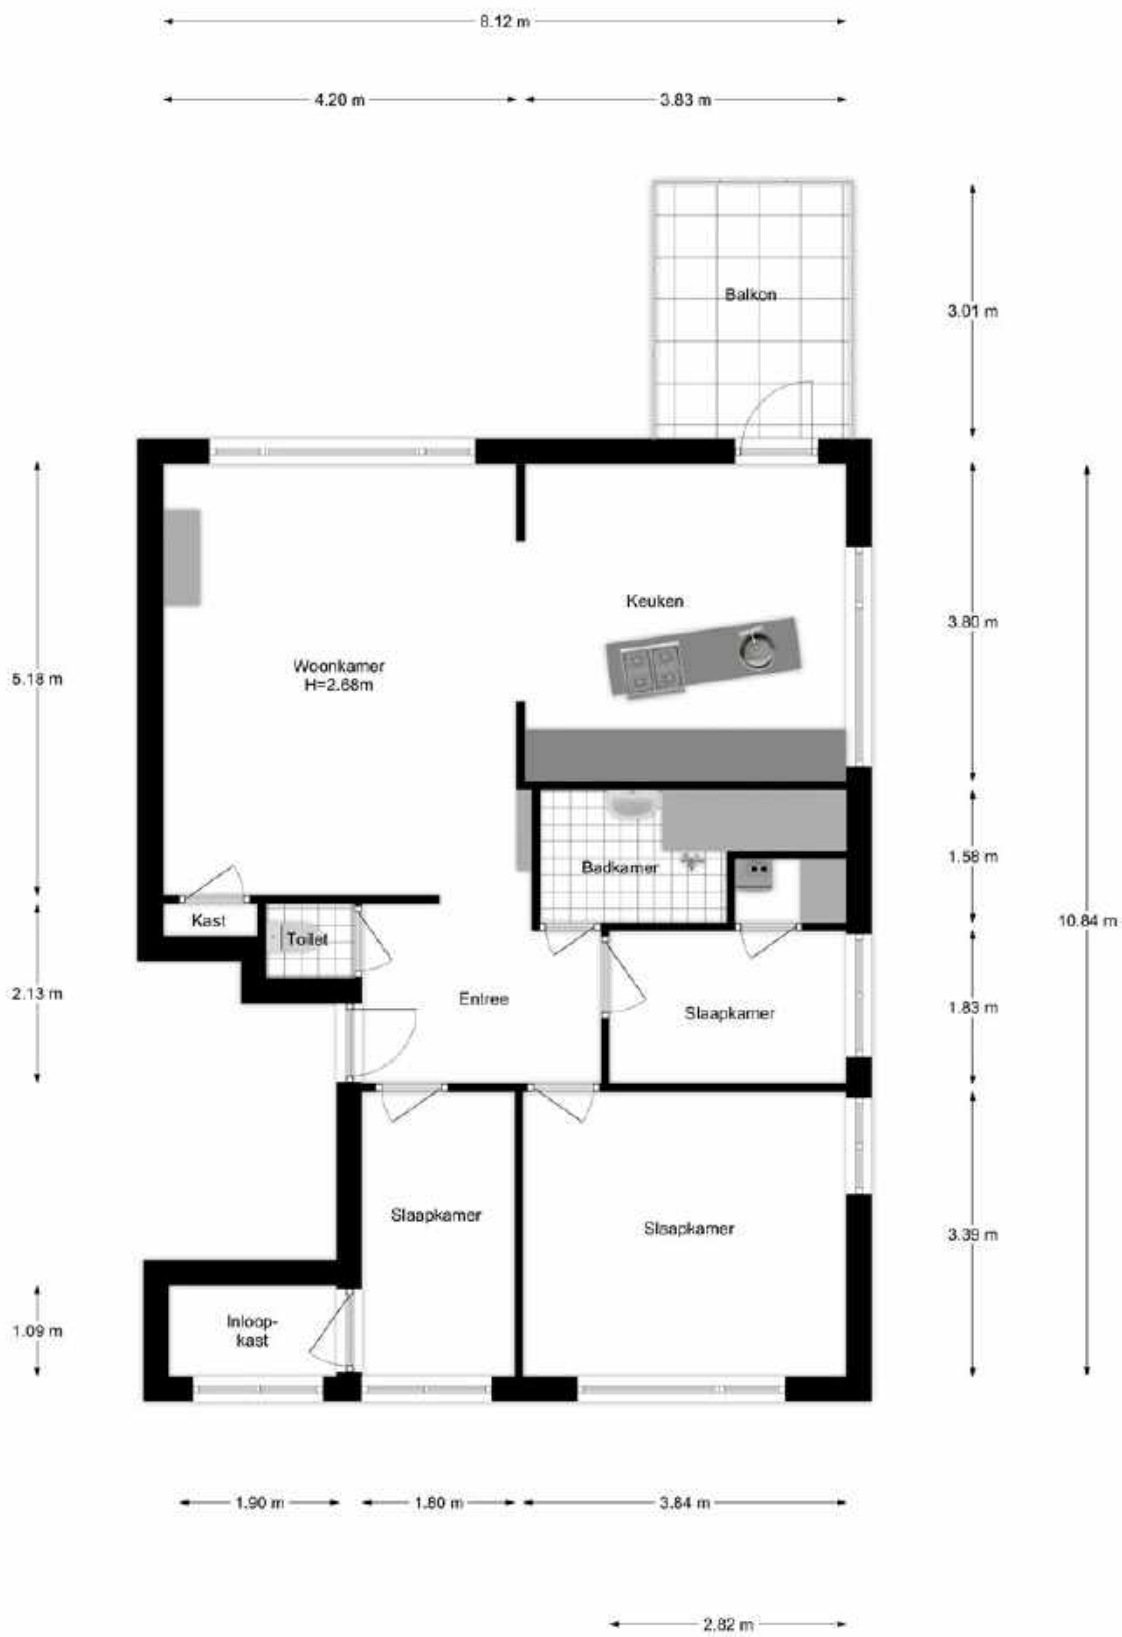 8.12 m
4.20 m
3.83 m
Balkon
3.01 m
Keuken
3.80 m
Woonkamer
H=2.68m
5.18 m
1.58 m
Badkamer
Kast
10.84 m
Toilet
2.13 m
Entree
1.83 m
Slaapkamer
Slaapkamer
Slaapkamer
3.39 m
Inloop-
kast
1.09 m
1.90 m
1.80 m
3.84 m
2.82 m